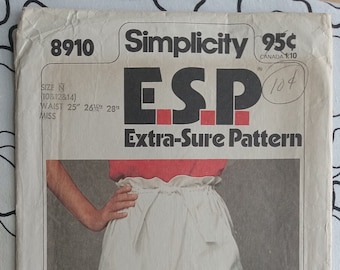 8910 Simplicity 95¢
CANADA 1.10
E.S.P.
10¢
SIZE N
(10&12&14)
WAIST 25" 26½" 28"
MISS
Extra-Sure Pattern